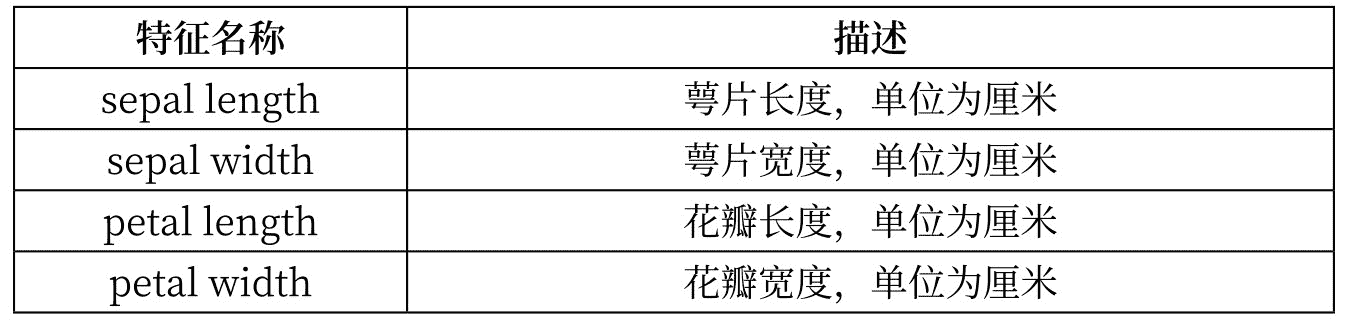 特征名称 描述
sepal length 萼片长度，单位为厘米
sepal width 萼片宽度，单位为厘米
petal length 花瓣长度，单位为厘米
petal width 花瓣宽度，单位为厘米